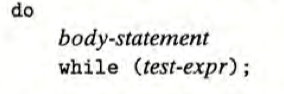 do
body-statement
while (test-expr);